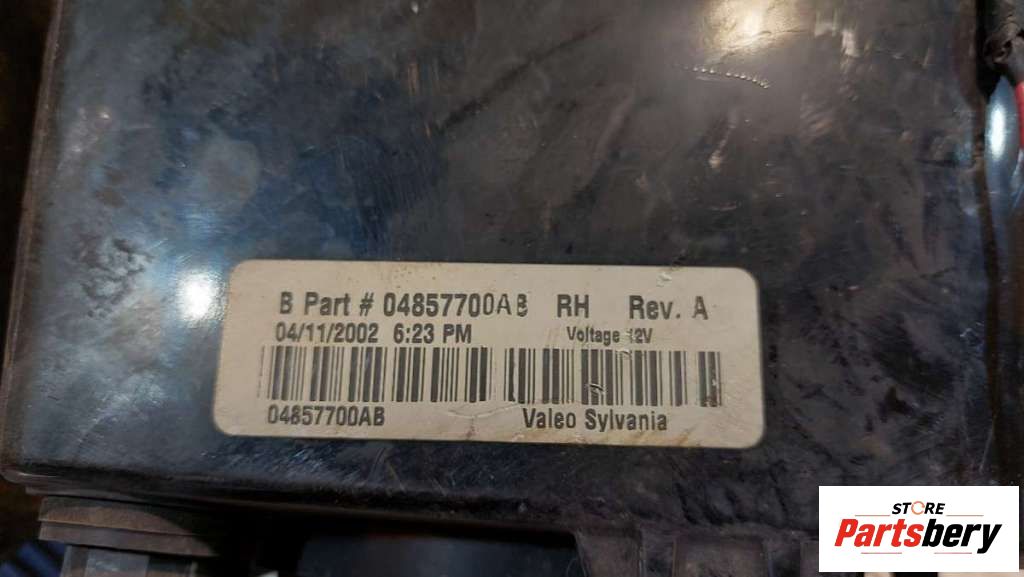 B Part # 04857700AB RH Rev. A
04/11/2002 6:23 PM Voltage 12V
04857700AB Valeo Sylvania
STORE
Partsbery